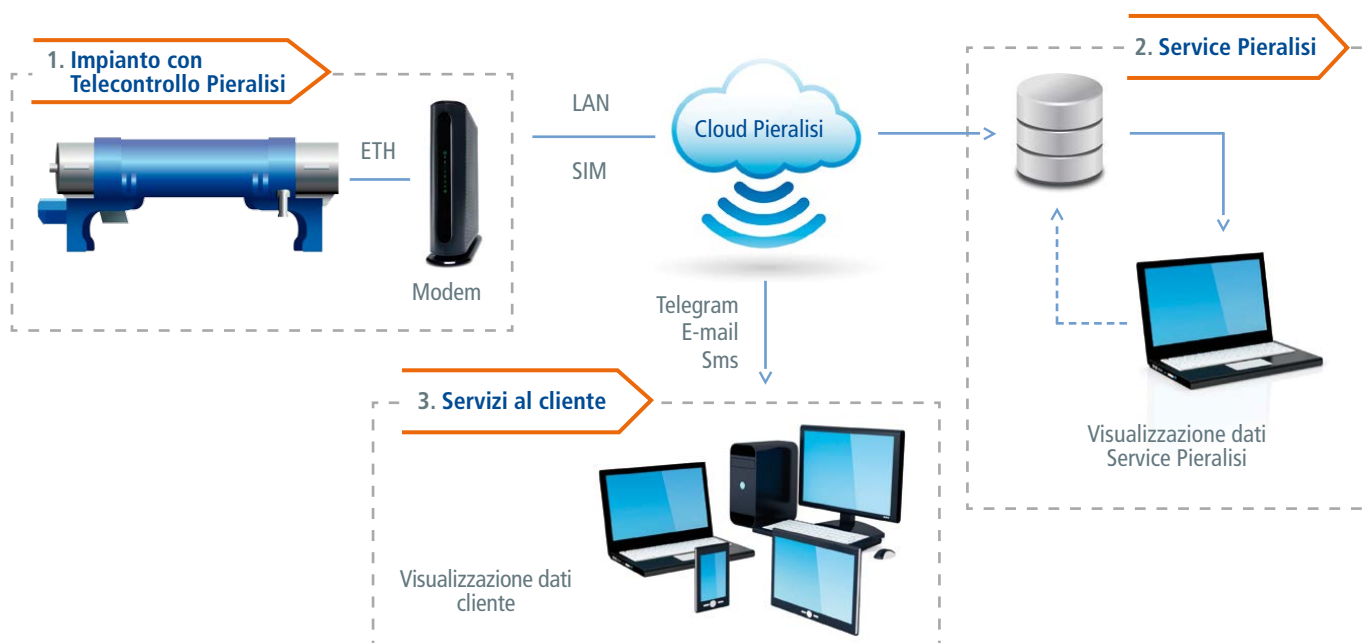 1. Impianto con
Telecontrollo Pieralisi
ETH
Modem
LAN
SIM
Cloud Pieralisi
2. Service Pieralisi
Visualizzazione dati
Service Pieralisi
Telegram
E-mail
Sms
3. Servizi al cliente
Visualizzazione dati
cliente